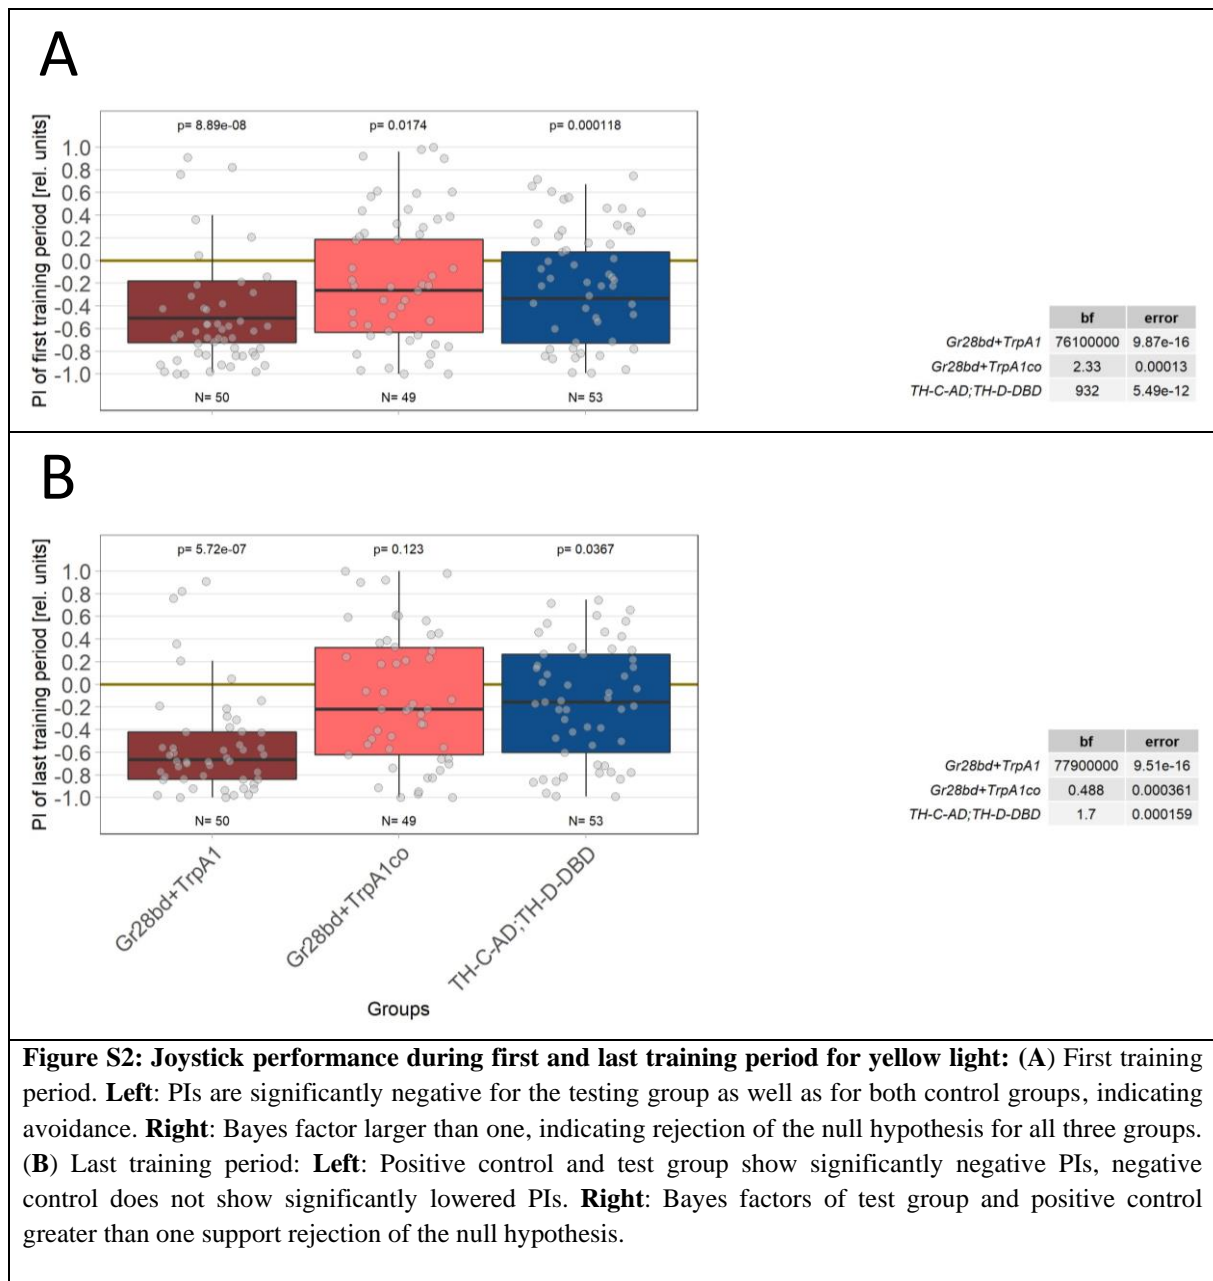 A
PI of first training period [rel. units]
p= 8.89e-08 p= 0.0174 p= 0.000118
1.0
0.8
0.6
0.4
0.2
0.0
-0.2
-0.4
-0.6
-0.8
-1.0
N= 50 N= 49 N= 53
bf error
Gr28bd+TrpA1 76100000 9.87e-16
Gr28bd+TrpA1co 2.33 0.00013
TH-C-AD;TH-D-DBD 932 5.49e-12
B
PI of last training period [rel. units]
p= 5.72e-07 p= 0.123 p= 0.0367
1.0
0.8
0.6
0.4
0.2
0.0
-0.2
-0.4
-0.6
-0.8
-1.0
N= 50 N= 49 N= 53
Gr28bd+TrpA1
Gr28bd+TrpA1co
TH-C-AD;TH-D-DBD
Groups
bf error
Gr28bd+TrpA1 77900000 9.51e-16
Gr28bd+TrpA1co 0.488 0.000361
TH-C-AD;TH-D-DBD 1.7 0.000159
Figure S2: Joystick performance during first and last training period for yellow light: (A) First training
period. Left: PIs are significantly negative for the testing group as well as for both control groups, indicating
avoidance. Right: Bayes factor larger than one, indicating rejection of the null hypothesis for all three groups.
(B) Last training period: Left: Positive control and test group show significantly negative PIs, negative
control does not show significantly lowered PIs. Right: Bayes factors of test group and positive control
greater than one support rejection of the null hypothesis.